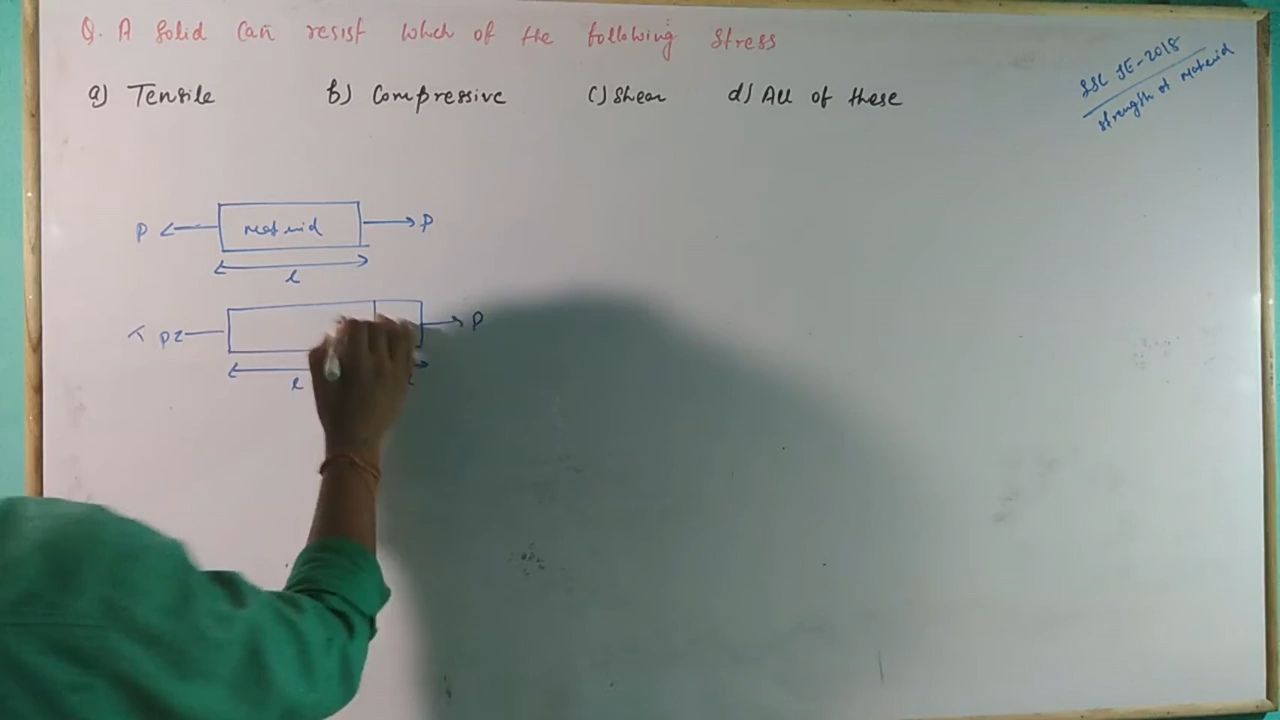 Q. A Solid Can resist which of the following Stress
a) Tensile b) Compressive c) Shear d) All of these
SSC JE-2018
Strength of Material
P material P
l
P P
l